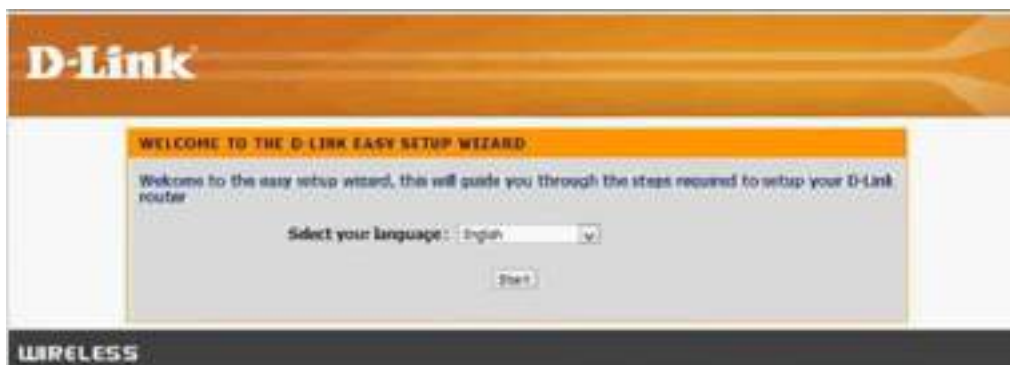 D-Link
WELCOME TO THE D-LINK EASY SETUP WIZARD
Welcome to the easy setup wizard, this will guide you through the steps required to setup your D-Link
router
Select your language: English
Start
WIRELESS